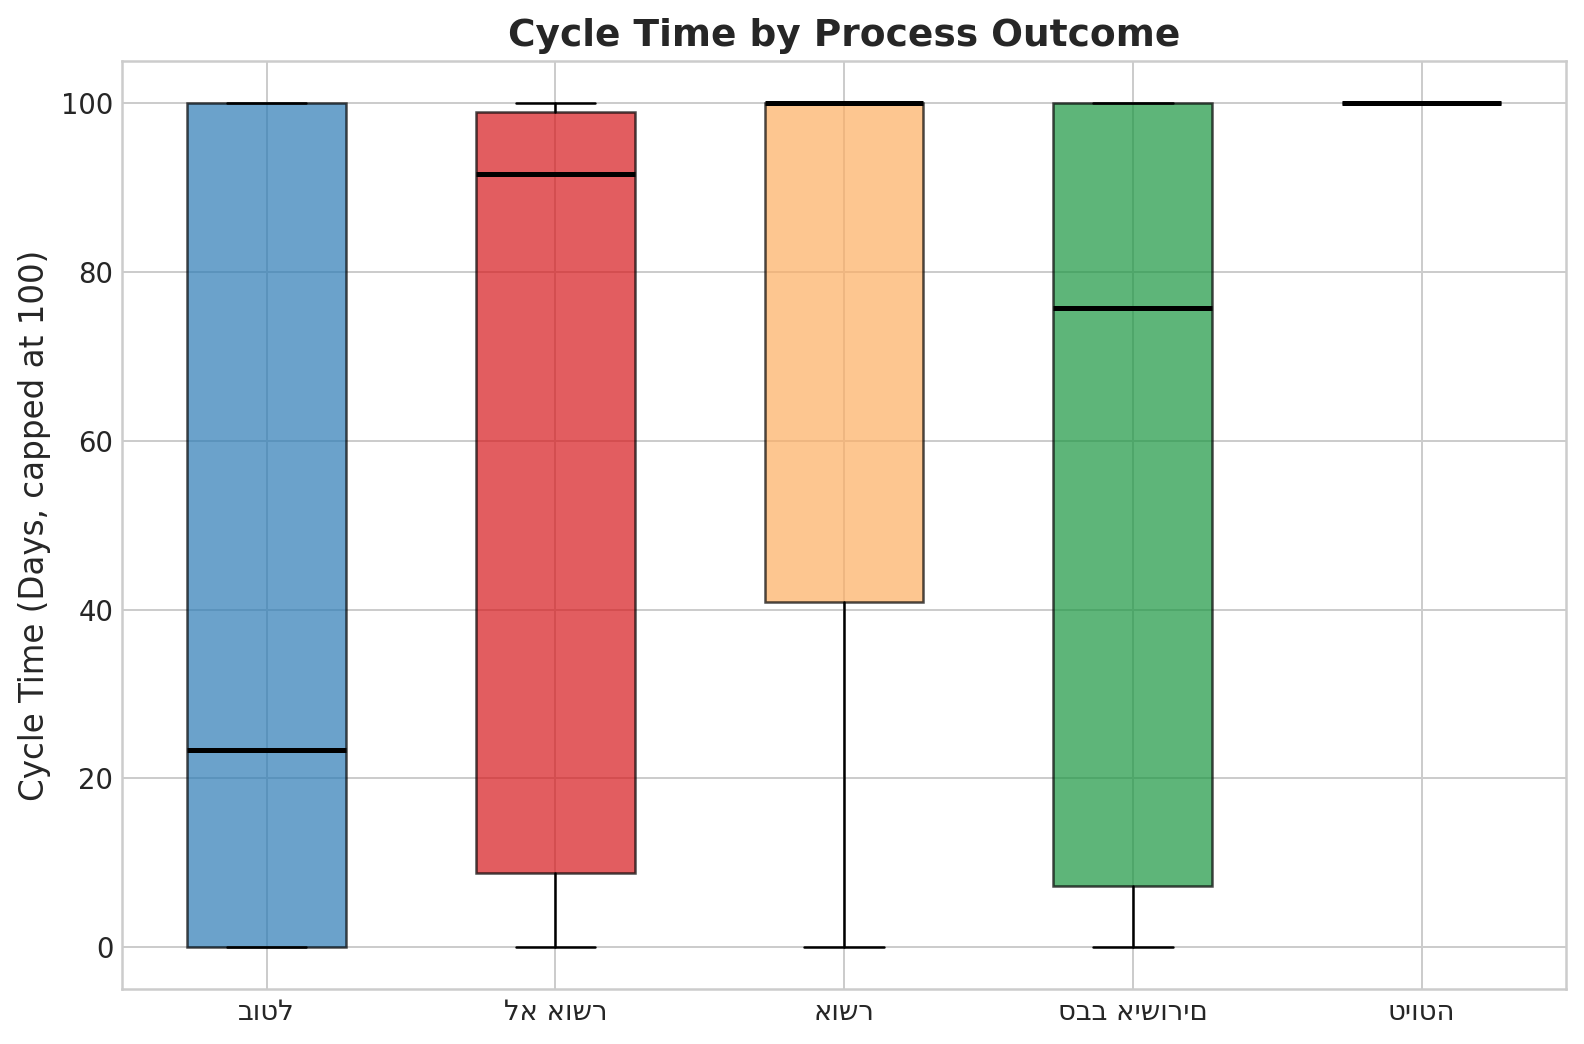 Cycle Time by Process Outcome
Cycle Time (Days, capped at 100)
100
80
60
40
20
0
לטוב
רשוא אל
רשוא
םירושיא בבס
הטויט